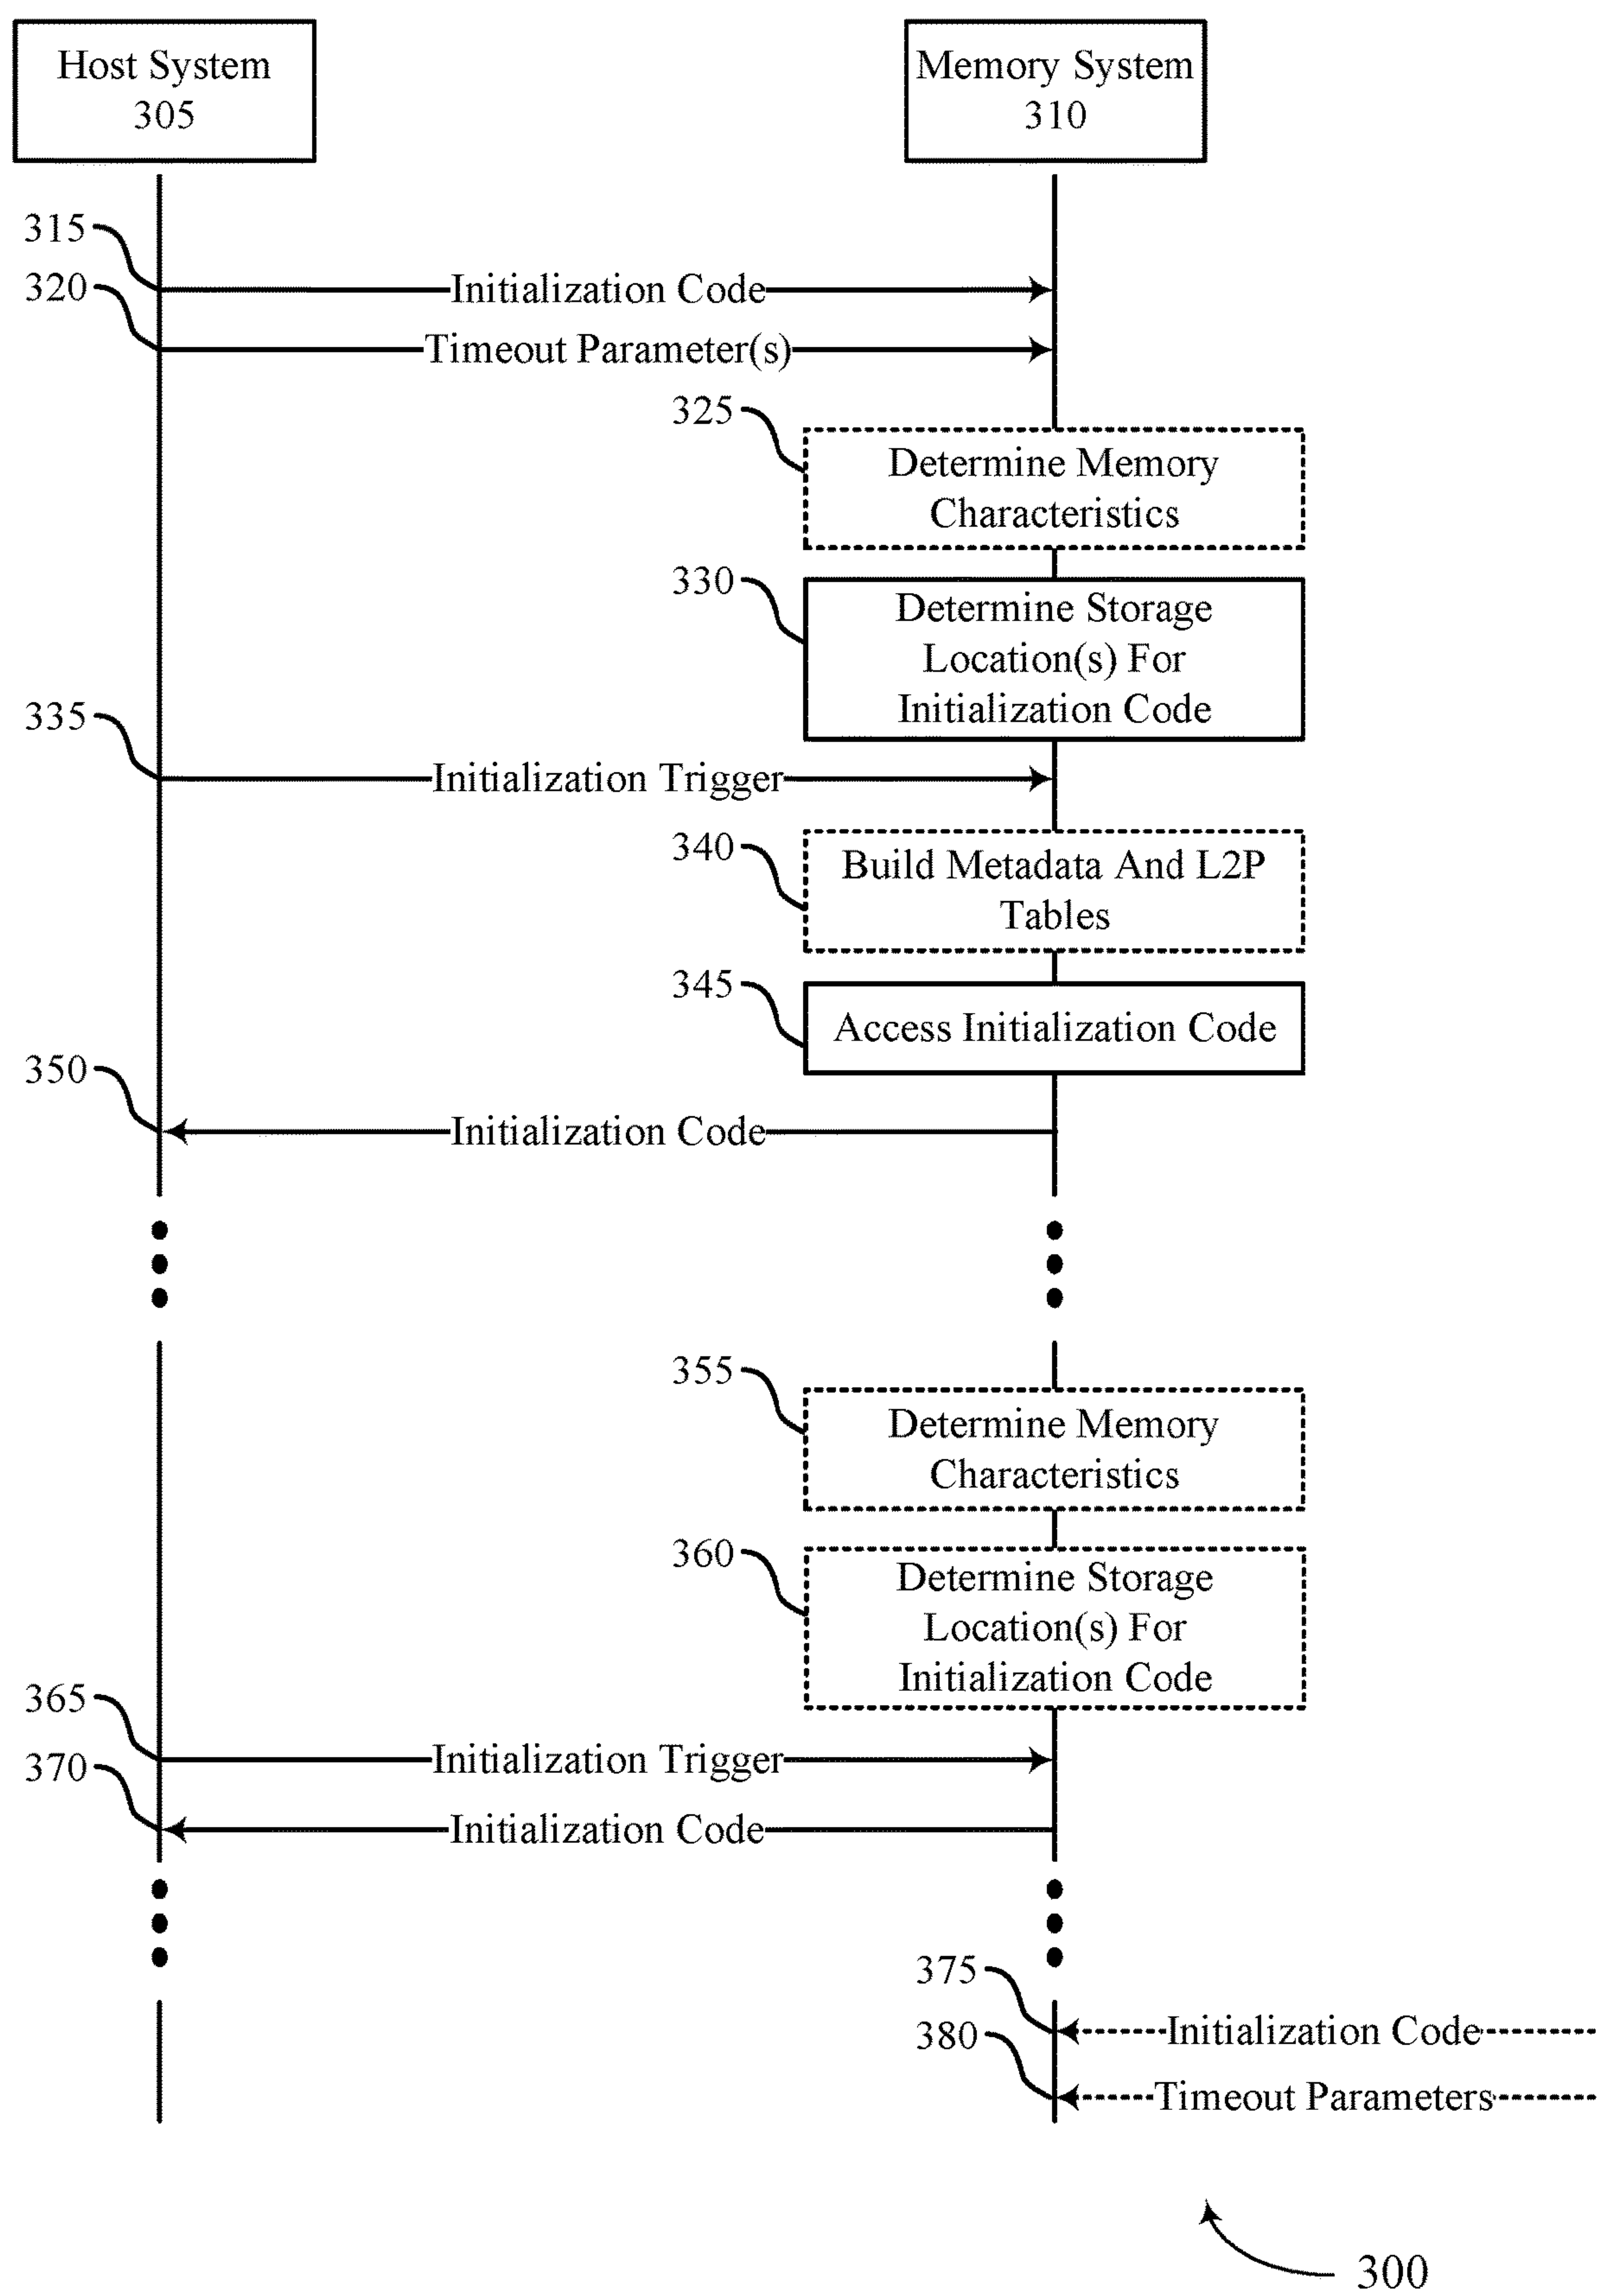 Host System
305
Memory System
310
315
Initialization Code
320
Timeout Parameter(s)
325
Determine Memory
Characteristics
330
Determine Storage
Location(s) For
Initialization Code
335
Initialization Trigger
340
Build Metadata And L2P
Tables
345
Access Initialization Code
350
Initialization Code
355
Determine Memory
Characteristics
360
Determine Storage
Location(s) For
Initialization Code
365
Initialization Trigger
370
Initialization Code
375
Initialization Code
380
Timeout Parameters
300